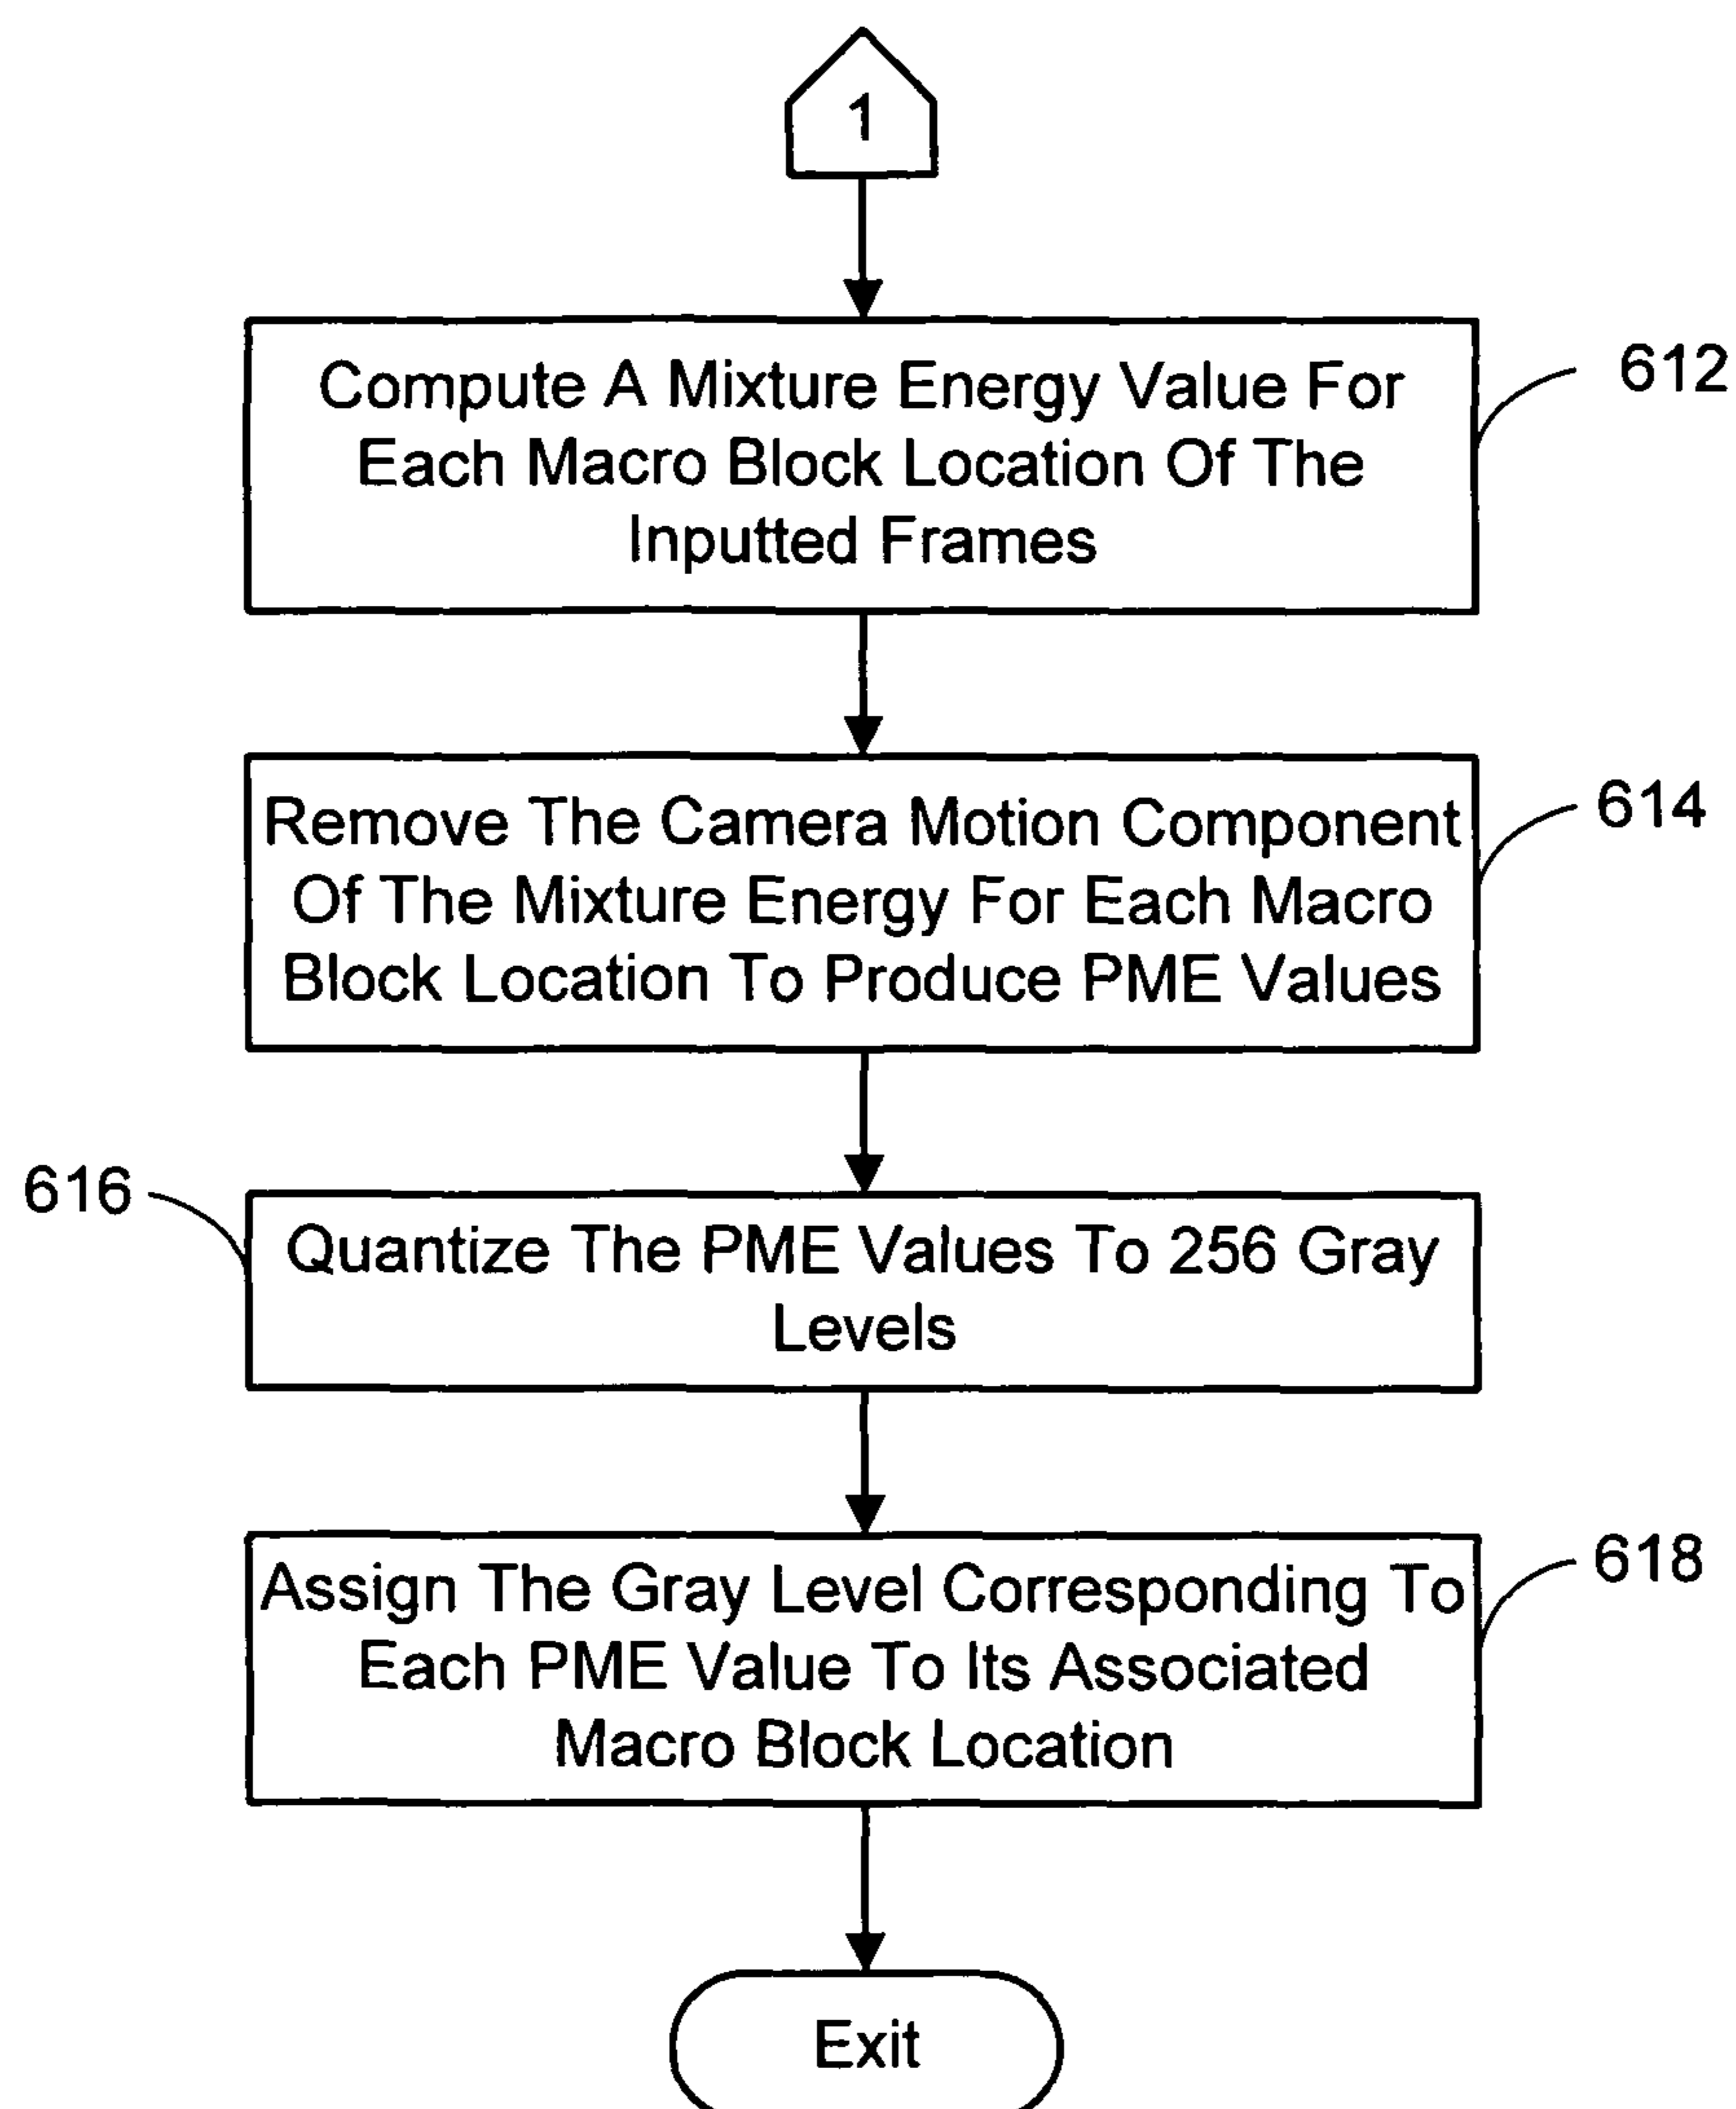 1
Compute A Mixture Energy Value For
Each Macro Block Location Of The
Inputted Frames
612
Remove The Camera Motion Component
Of The Mixture Energy For Each Macro
Block Location To Produce PME Values
614
616
Quantize The PME Values To 256 Gray
Levels
Assign The Gray Level Corresponding To
Each PME Value To Its Associated
Macro Block Location
618
Exit